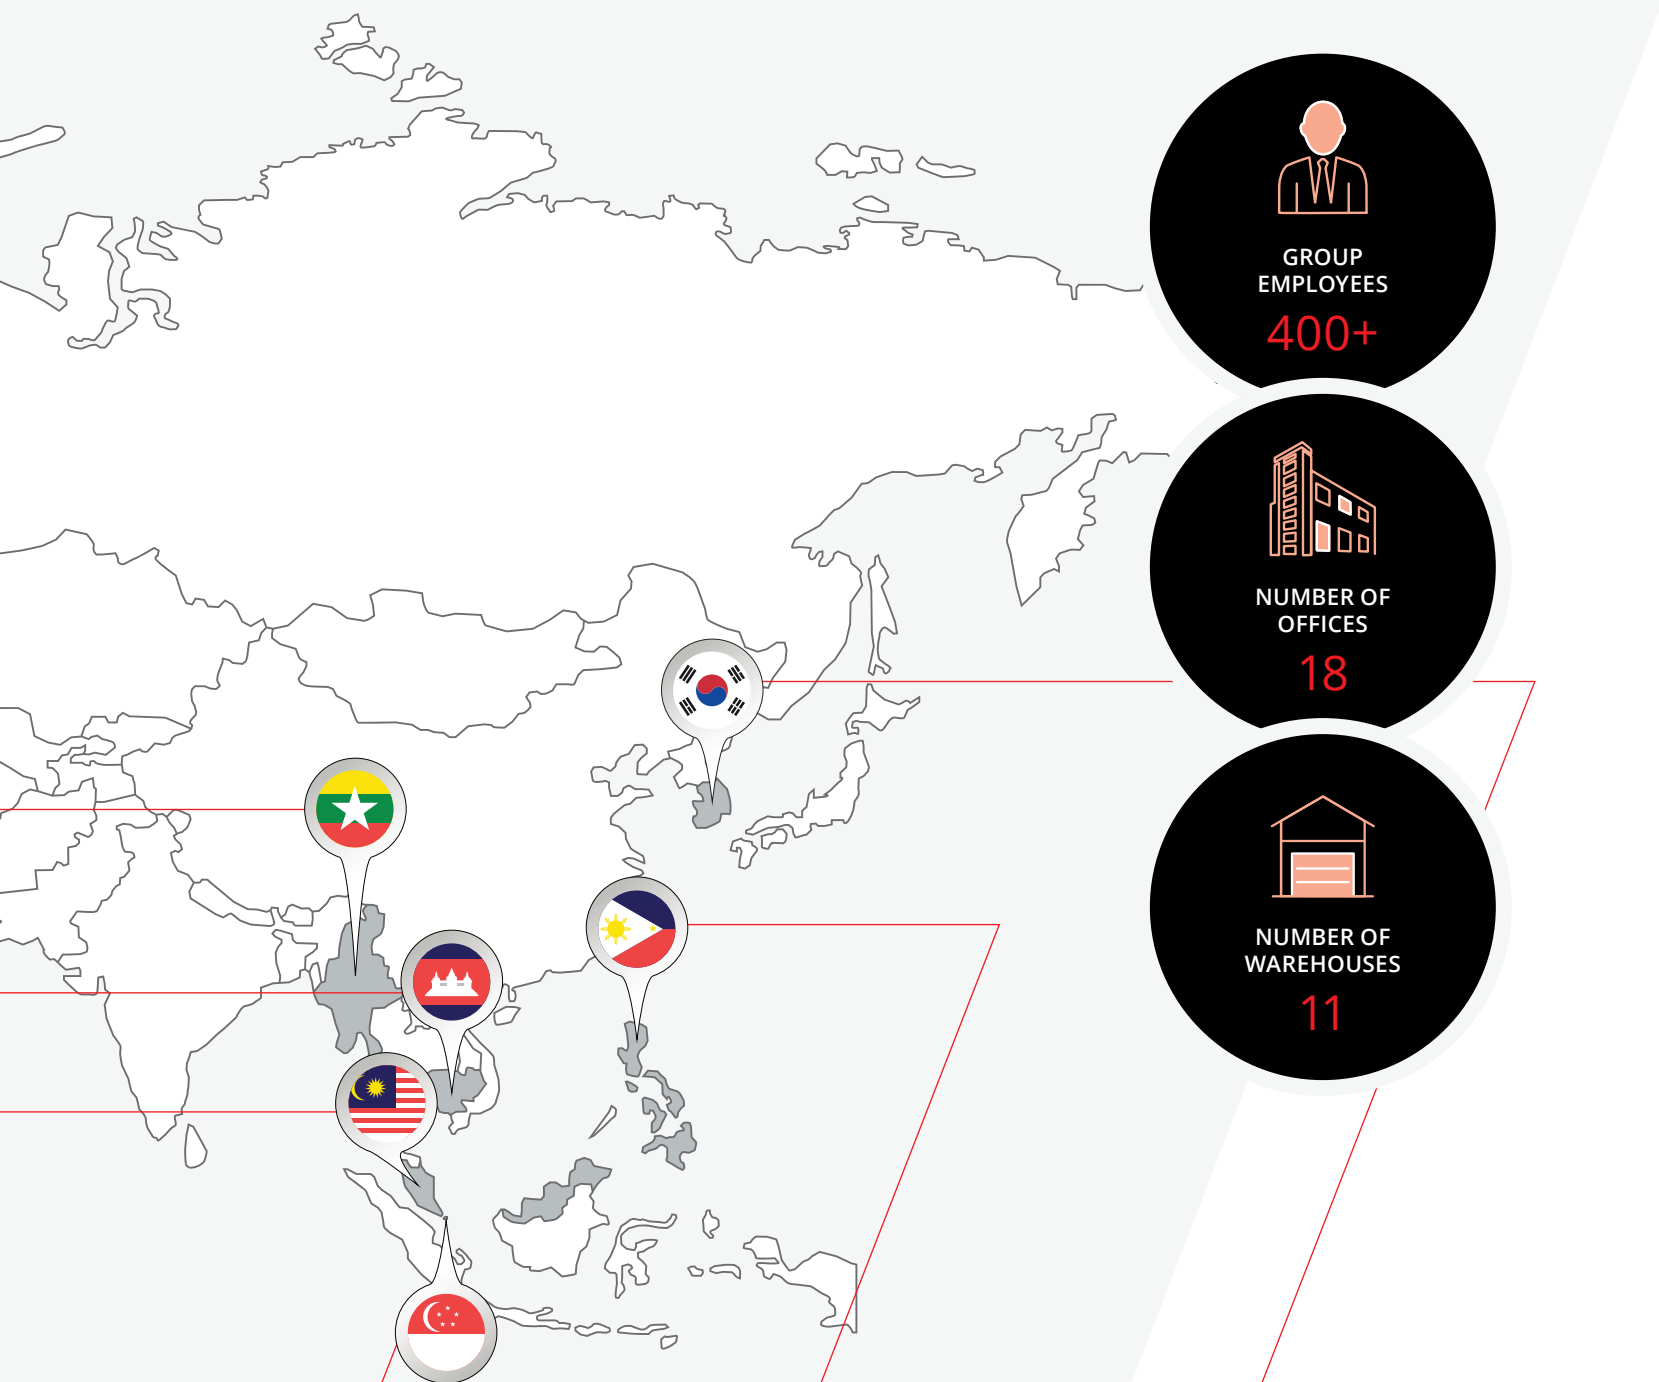 GROUP
EMPLOYEES
400+
NUMBER OF
OFFICES
18
NUMBER OF
WAREHOUSES
11